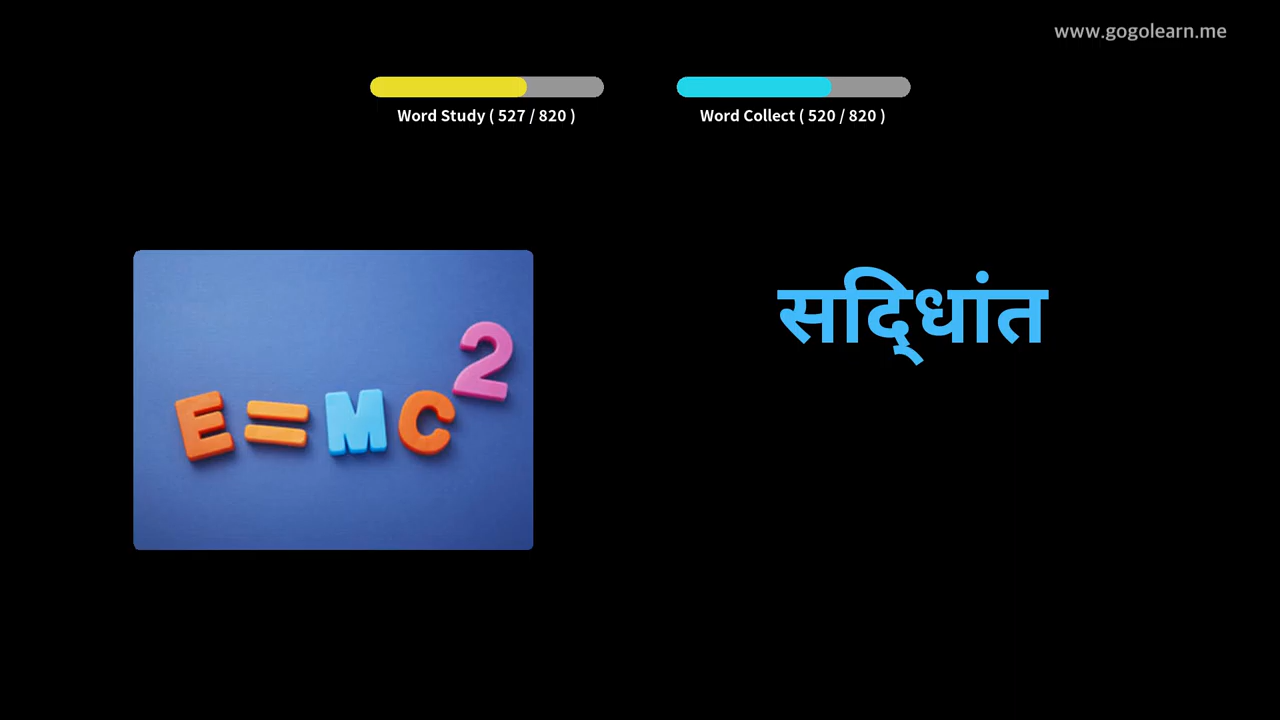 www.gogolearn.me
Word Study ( 527 / 820 )
Word Collect ( 520 / 820 )
E=MC2
सद्धिांत